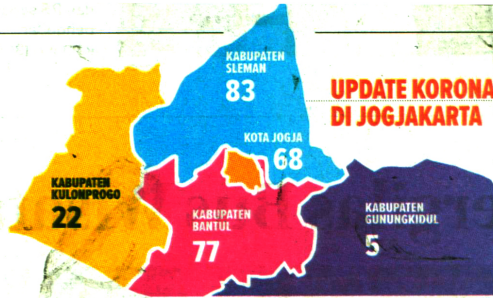 KABUPATEN
SLEMAN
83
UPDATE KORONA
DI JOGJAKARTA
KOTA JOGJA
68
KABUPATEN
KULONPROGO
22
KABUPATEN
BANTUL
77
KABUPATEN
GUNUNGKIDUL
5